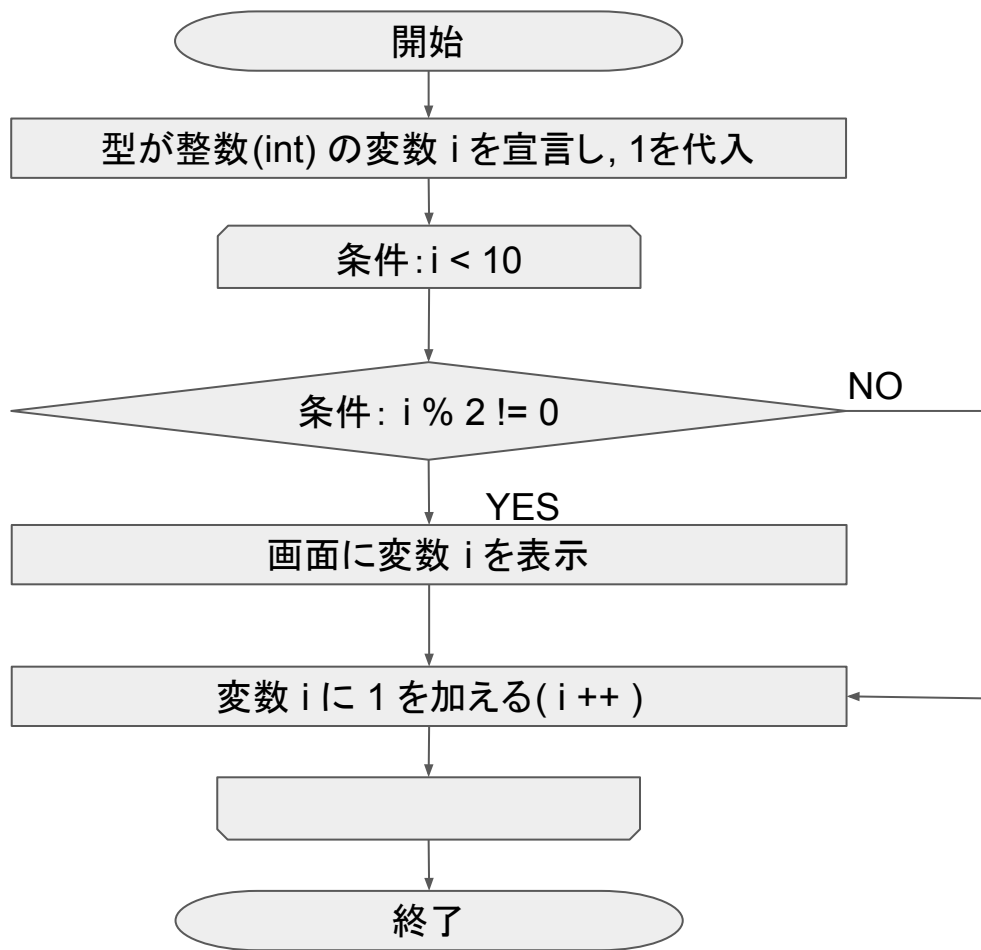 開始
型が整数(int) の変数 i を宣言し, 1を代入
条件：i < 10
条件： i % 2 != 0
NO
YES
画面に変数 i を表示
変数 i に 1 を加える( i ++ )
終了